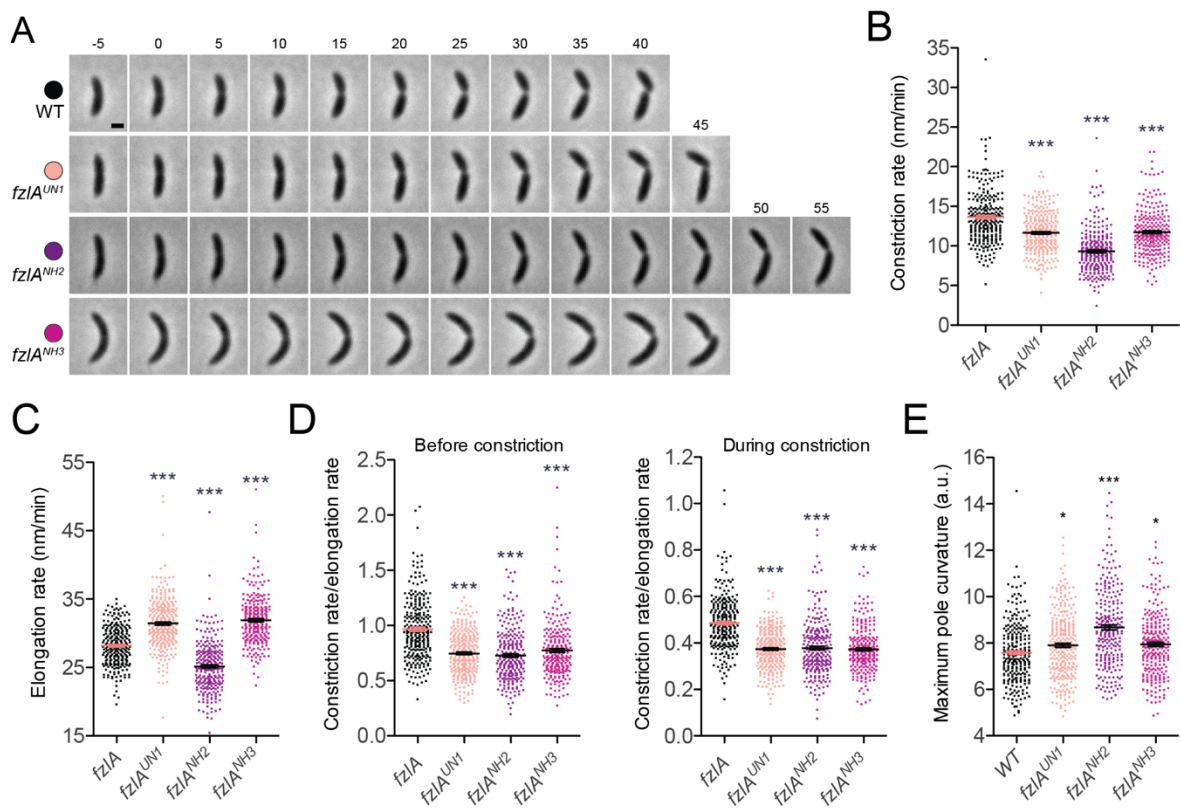 A
-5 0 5 10 15 20 25 30 35 40
WT
45
fzlA^UN1
50 55
fzlA^NH2
fzlA^NH3
B
Constriction rate (nm/min)
35
30
25
20
15
10
5
0
*** *** ***
fzlA fzlA^UN1 fzlA^NH2 fzlA^NH3
C
Elongation rate (nm/min)
55
45
35
25
15
*** *** ***
fzlA fzlA^UN1 fzlA^NH2 fzlA^NH3
D
Before constriction
Constriction rate/elongation rate
2.5
2.0
1.5
1.0
0.5
0.0
*** *** ***
fzlA fzlA^UN1 fzlA^NH2 fzlA^NH3
During constriction
Constriction rate/elongation rate
1.2
1.0
0.8
0.6
0.4
0.2
0.0
*** *** ***
fzlA fzlA^UN1 fzlA^NH2 fzlA^NH3
E
Maximum pole curvature (a.u.)
16
14
12
10
8
6
4
* *** *
WT fzlA^UN1 fzlA^NH2 fzlA^NH3